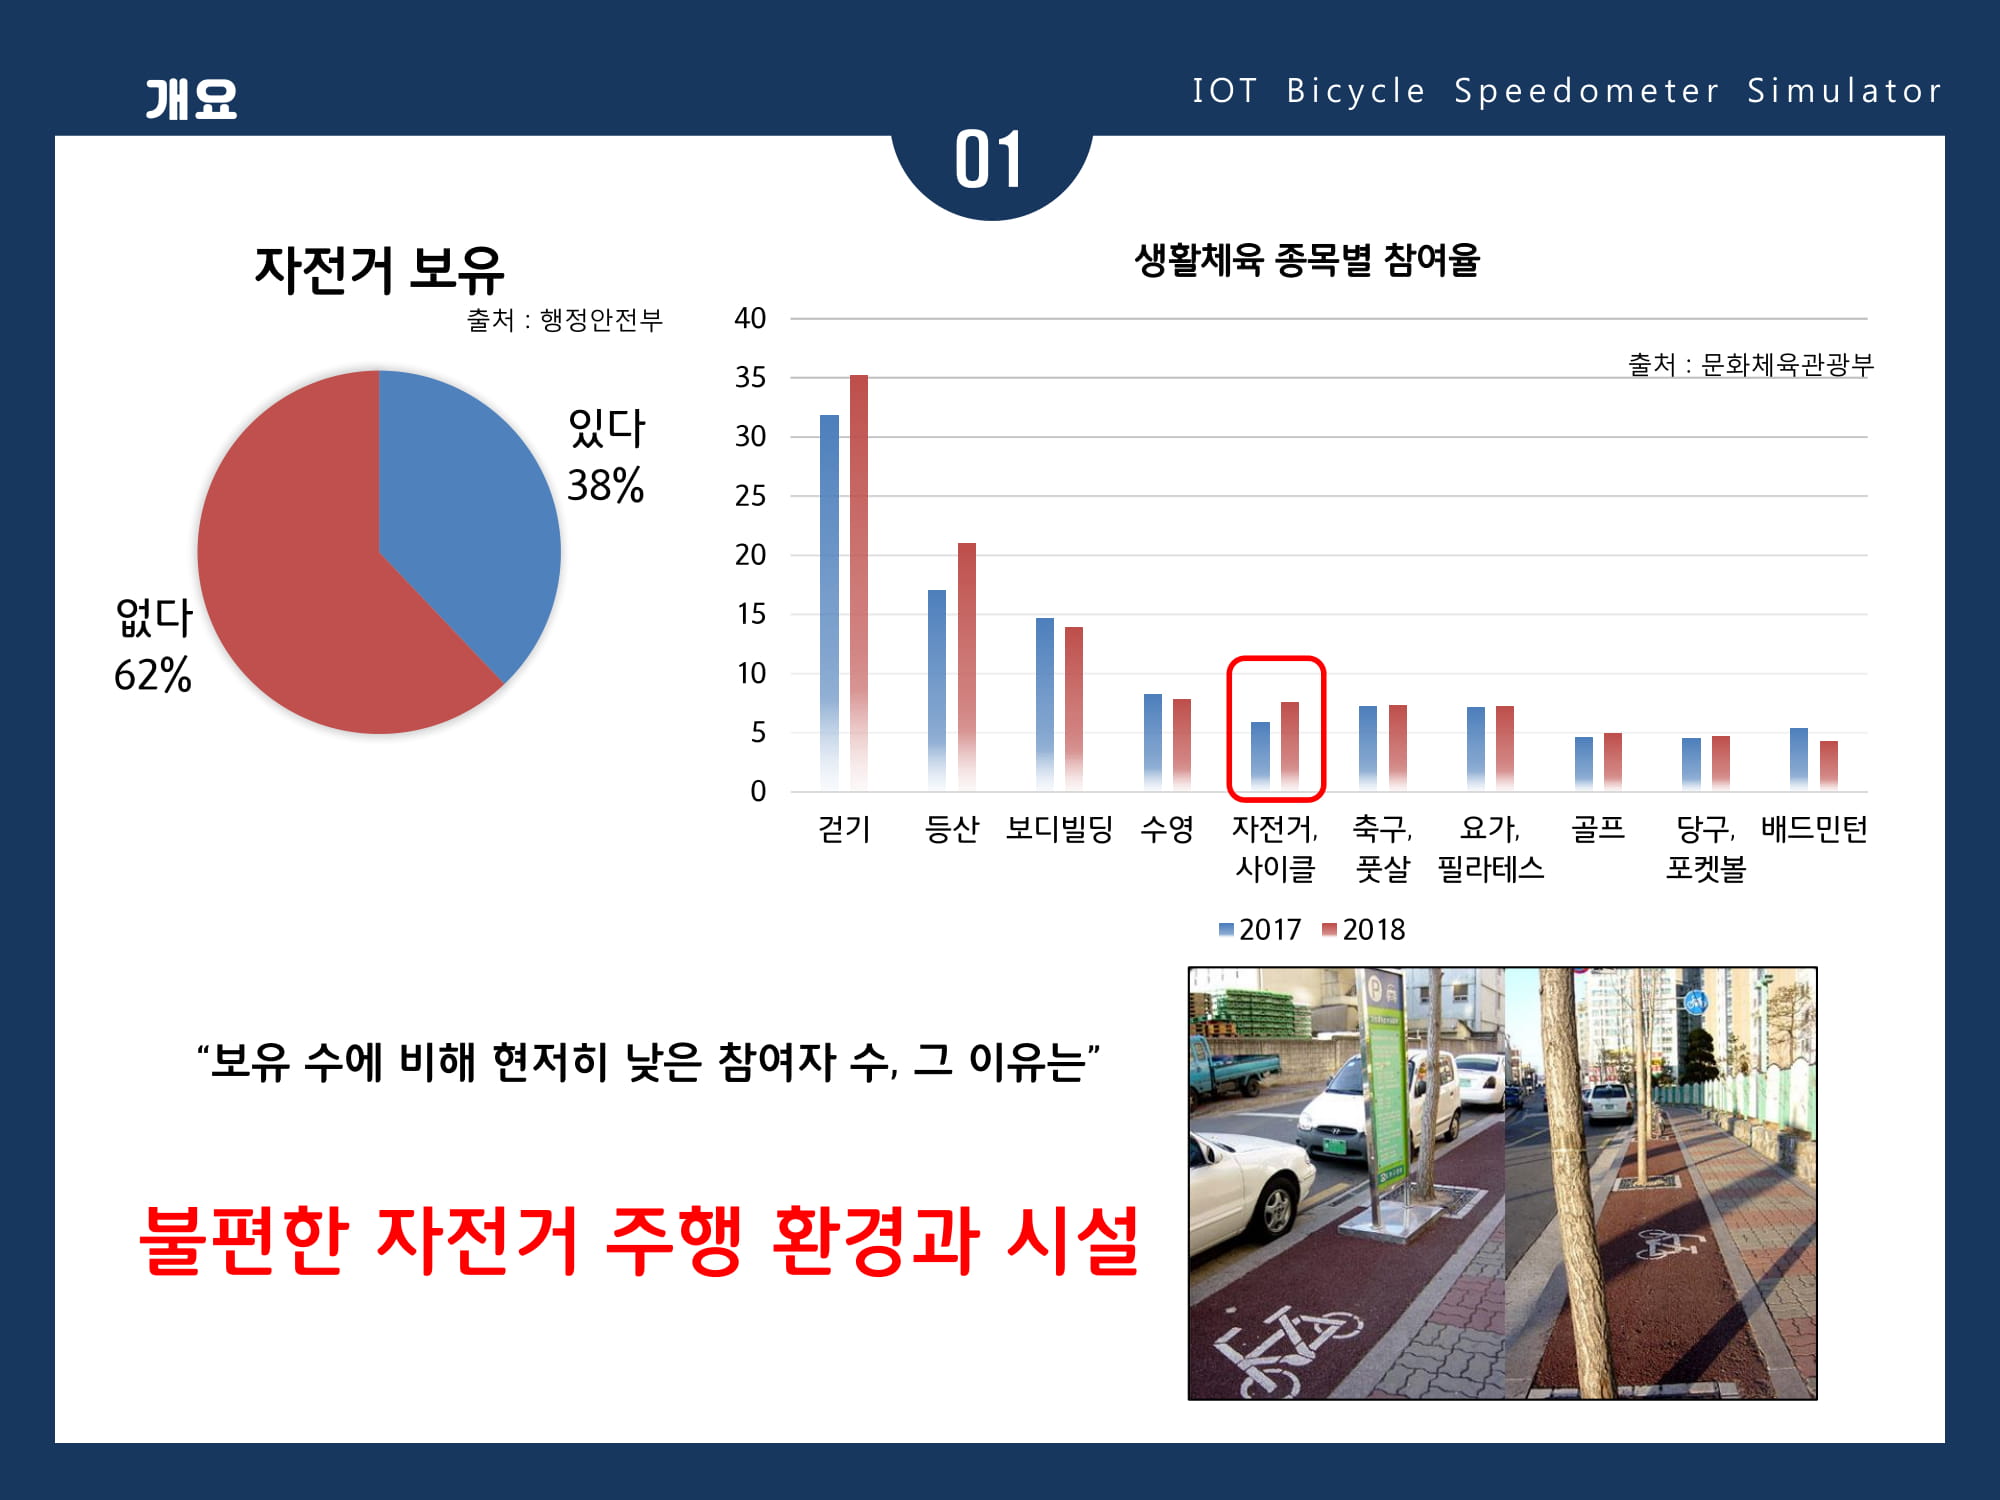 개요
IOT Bicycle Speedometer Simulator
01
자전거 보유
출처 : 행정안전부
있다
38%
없다
62%
생활체육 종목별 참여율
출처 : 문화체육관광부
40
35
30
25
20
15
10
5
0
걷기 등산 보디빌딩 수영 자전거, 축구, 요가, 골프 당구, 배드민턴
사이클 풋살 필라테스 포켓볼
2017 2018
“보유 수에 비해 현저히 낮은 참여자 수, 그 이유는”
불편한 자전거 주행 환경과 시설
P